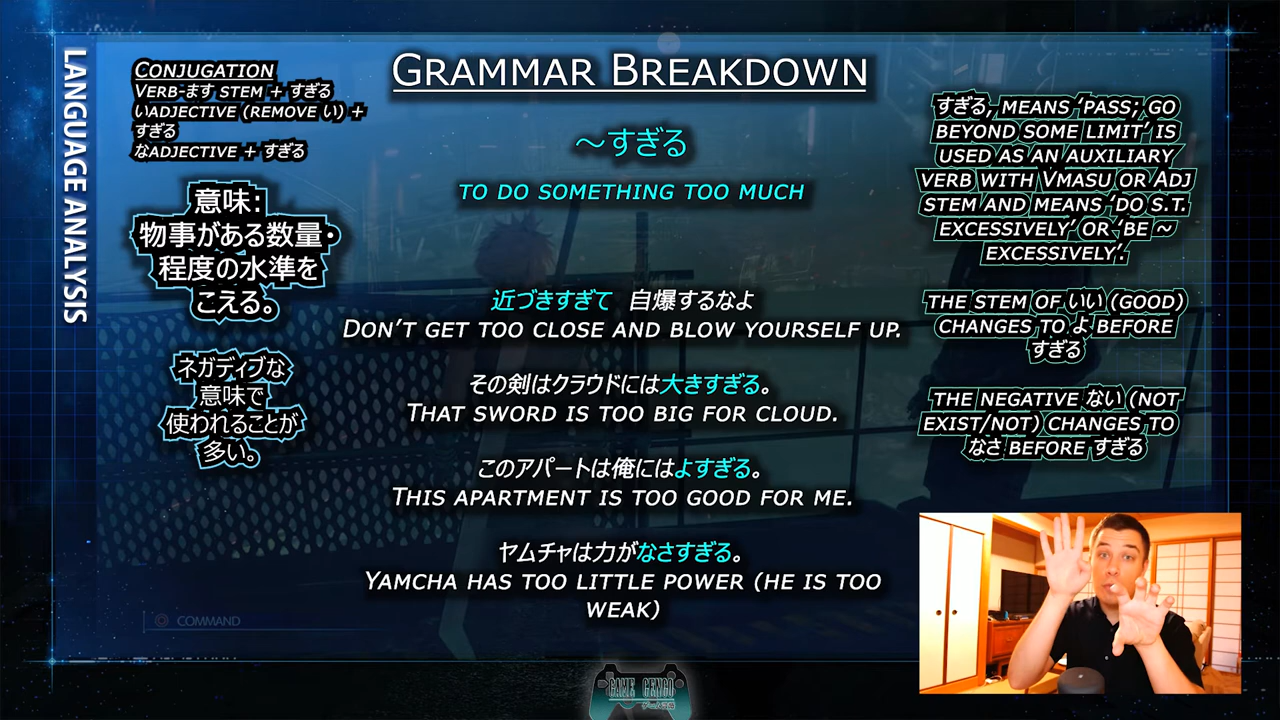 LANGUAGE ANALYSIS
CONJUGATION
VERB-ます STEM + すぎる
いADJECTIVE (REMOVE い) +
すぎる
なADJECTIVE + すぎる
意味:
物事がある数量・
程度の水準を
こえる。
ネガディブな
意味で
使われることが
多い。
GRAMMAR BREAKDOWN
～すぎる
TO DO SOMETHING TOO MUCH
近づきすぎて 自爆するなよ
DON'T GET TOO CLOSE AND BLOW YOURSELF UP.
その剣はクラウドには大きすぎる。
THAT SWORD IS TOO BIG FOR CLOUD.
このアパートは俺にはよすぎる。
THIS APARTMENT IS TOO GOOD FOR ME.
ヤムチャは力がなさすぎる。
YAMCHA HAS TOO LITTLE POWER (HE IS TOO
WEAK)
すぎる, MEANS 'PASS; GO
BEYOND SOME LIMIT' IS
USED AS AN AUXILIARY
VERB WITH VMASU OR ADJ
STEM AND MEANS 'DO S.T.
EXCESSIVELY' OR 'BE ~
EXCESSIVELY'.
THE STEM OF いい (GOOD)
CHANGES TO よ BEFORE
すぎる
THE NEGATIVE ない (NOT
EXIST/NOT) CHANGES TO
なさ BEFORE すぎる
COMMAND
GAME GENGO
ゲーム言語